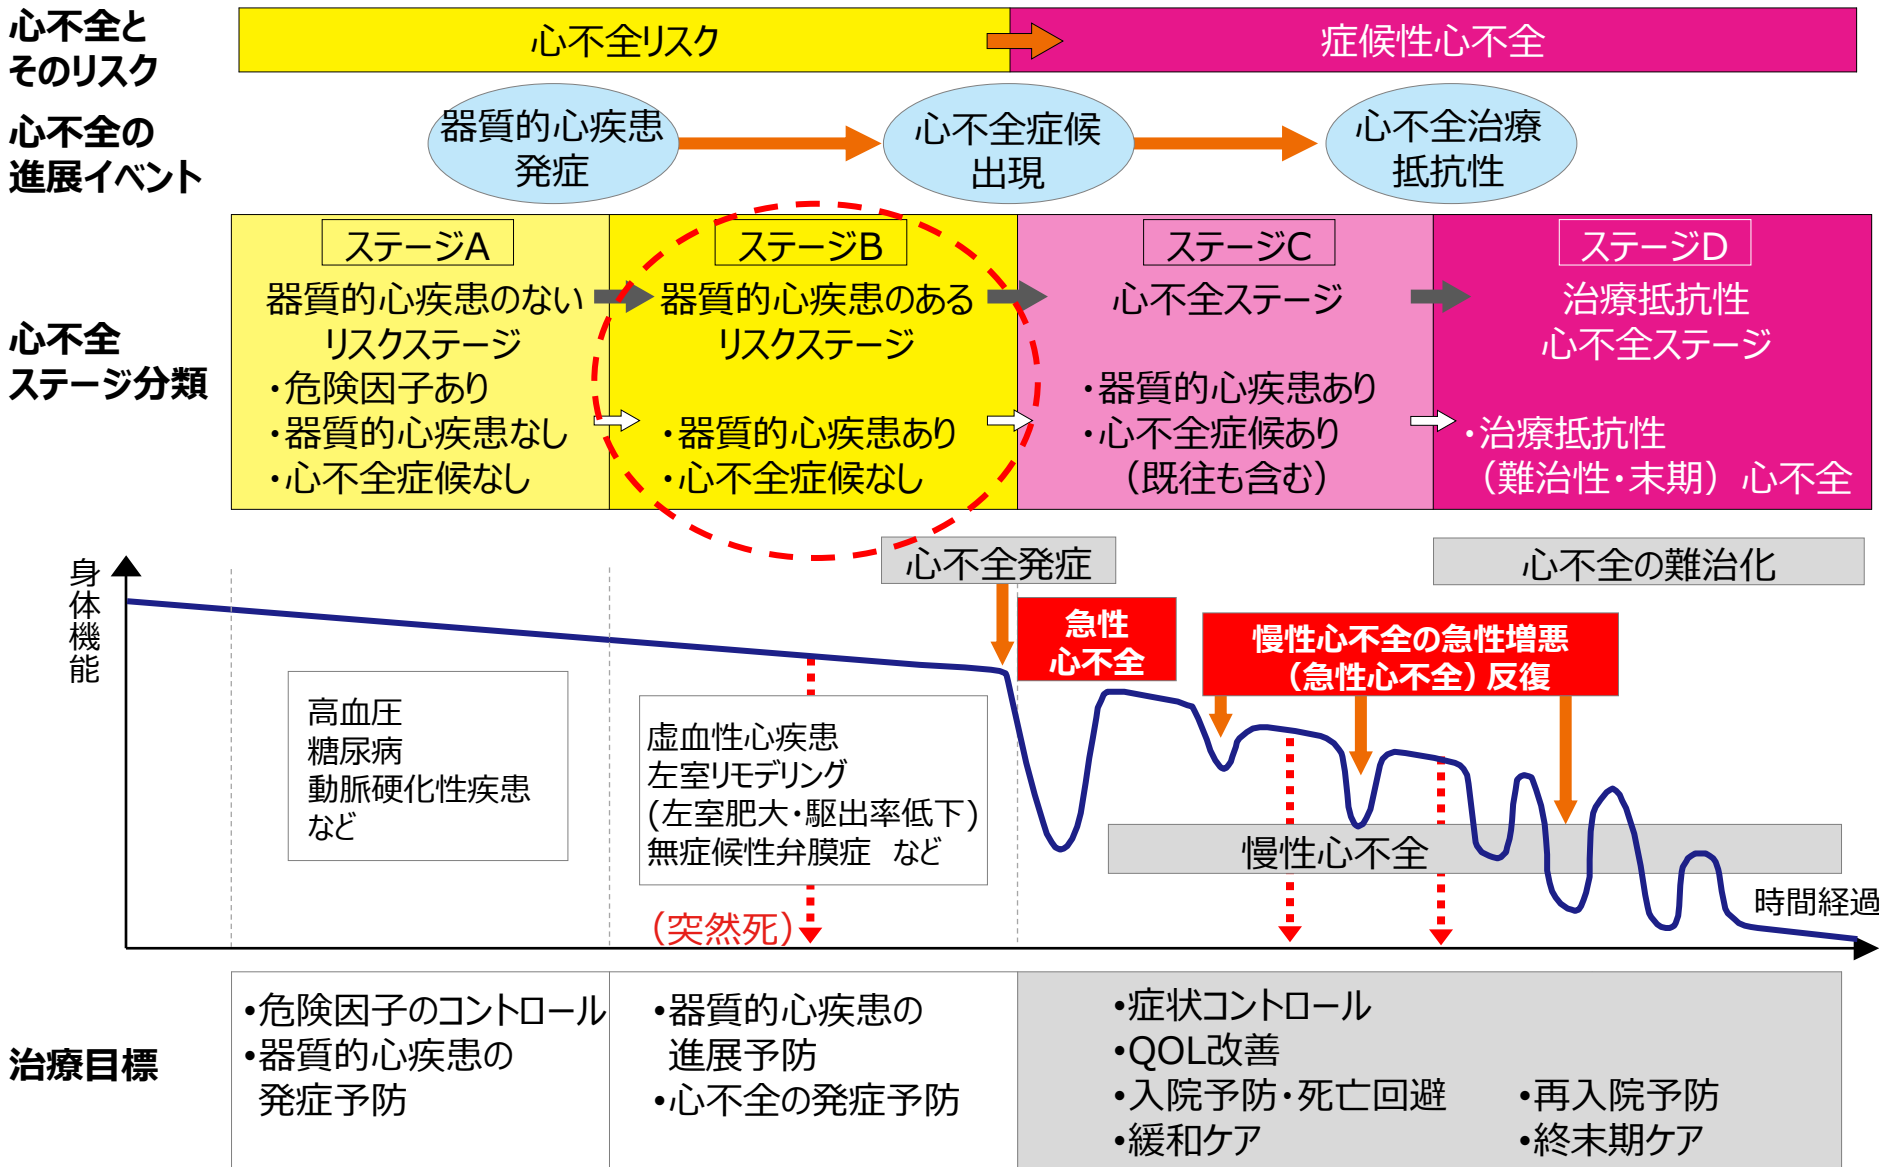 心不全と
そのリスク
心不全リスク
症候性心不全
心不全の
進展イベント
器質的心疾患
発症
心不全症候
出現
心不全治療
抵抗性
心不全
ステージ分類
ステージA
器質的心疾患のない
リスクステージ
・危険因子あり
・器質的心疾患なし
・心不全症候なし
ステージB
器質的心疾患のある
リスクステージ
・器質的心疾患あり
・心不全症候なし
ステージC
心不全ステージ
・器質的心疾患あり
・心不全症候あり
（既往も含む）
ステージD
治療抵抗性
心不全ステージ
・治療抵抗性
（難治性・末期）心不全
身体機能
心不全発症
心不全の難治化
急性
心不全
慢性心不全の急性増悪
（急性心不全）反復
高血圧
糖尿病
動脈硬化性疾患
など
虚血性心疾患
左室リモデリング
(左室肥大・駆出率低下)
無症候性弁膜症　など
慢性心不全
（突然死）
時間経過
治療目標
•危険因子のコントロール
•器質的心疾患の
発症予防
•器質的心疾患の
進展予防
•心不全の発症予防
•症状コントロール
•QOL改善
•入院予防・死亡回避
•緩和ケア
•再入院予防
•終末期ケア